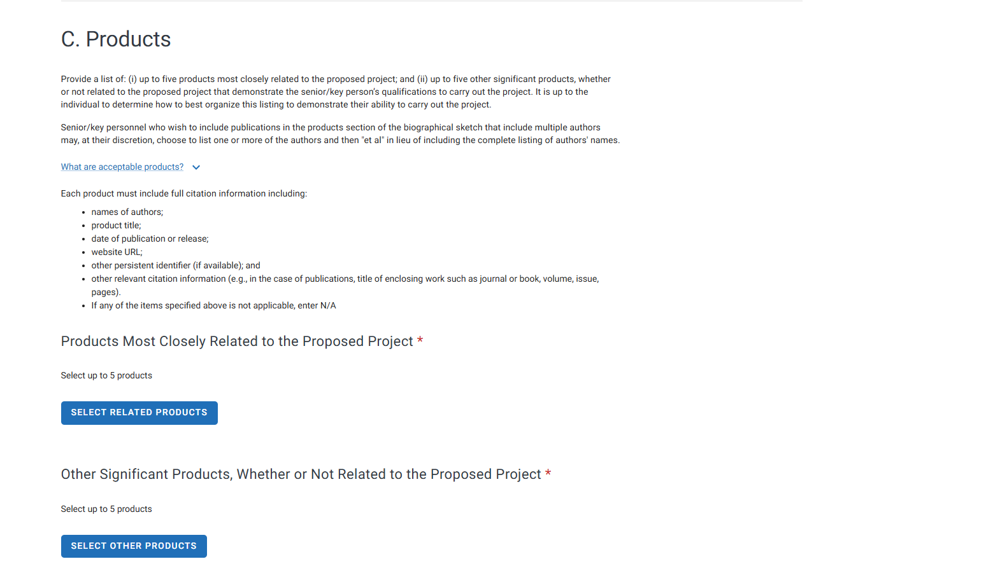 C. Products
Provide a list of: (i) up to five products most closely related to the proposed project; and (ii) up to five other significant products, whether
or not related to the proposed project that demonstrate the senior/key person's qualifications to carry out the project. It is up to the
individual to determine how to best organize this listing to demonstrate their ability to carry out the project.
Senior/key personnel who wish to include publications in the products section of the biographical sketch that include multiple authors
may, at their discretion, choose to list one or more of the authors and then "et al" in lieu of including the complete listing of authors' names.
What are acceptable products?
Each product must include full citation information including:
• names of authors;
• product title;
• date of publication or release;
• website URL;
• other persistent identifier (if available); and
• other relevant citation information (e.g., in the case of publications, title of enclosing work such as journal or book, volume, issue,
pages).
• If any of the items specified above is not applicable, enter N/A
Products Most Closely Related to the Proposed Project *
Select up to 5 products
SELECT RELATED PRODUCTS
Other Significant Products, Whether or Not Related to the Proposed Project *
Select up to 5 products
SELECT OTHER PRODUCTS